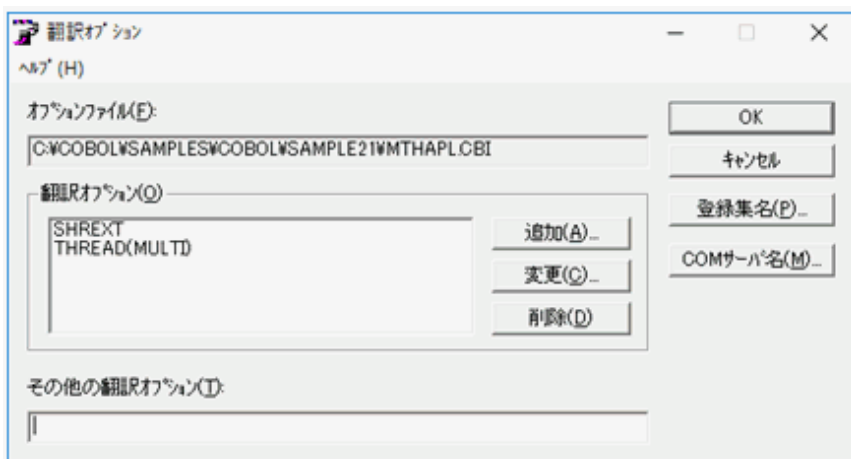 翻訳ｵﾌﾟｼｮﾝ
ﾍﾙﾌﾟ(H)
ｵﾌﾟｼｮﾝﾌｧｲﾙ(F):
C:¥COBOL¥SAMPLES¥COBOL¥SAMPLE21¥MTHAPL.CBI
OK
ｷｬﾝｾﾙ
翻訳ｵﾌﾟｼｮﾝ(O)
SHREXT
THREAD(MULTI)
追加(A)...
変更(C)...
削除(D)
登録集名(P)...
COMｻｰﾊﾞ名(M)...
その他の翻訳ｵﾌﾟｼｮﾝ(T):